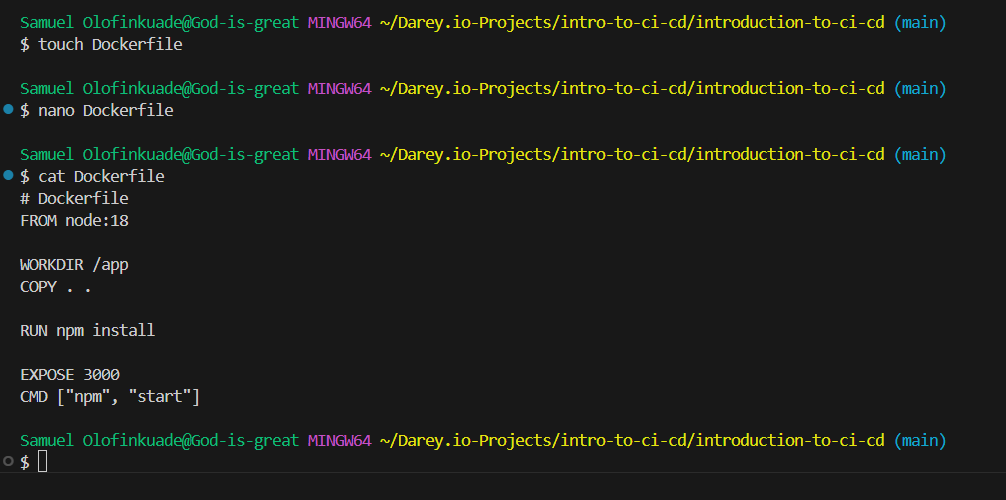 Samuel Olofinkuade@God-is-great MINGW64 ~/Darey.io-Projects/intro-to-ci-cd/introduction-to-ci-cd (main)
$ touch Dockerfile
Samuel Olofinkuade@God-is-great MINGW64 ~/Darey.io-Projects/intro-to-ci-cd/introduction-to-ci-cd (main)
$ nano Dockerfile
Samuel Olofinkuade@God-is-great MINGW64 ~/Darey.io-Projects/intro-to-ci-cd/introduction-to-ci-cd (main)
$ cat Dockerfile
# Dockerfile
FROM node:18
WORKDIR /app
COPY . .
RUN npm install
EXPOSE 3000
CMD ["npm", "start"]
Samuel Olofinkuade@God-is-great MINGW64 ~/Darey.io-Projects/intro-to-ci-cd/introduction-to-ci-cd (main)
$